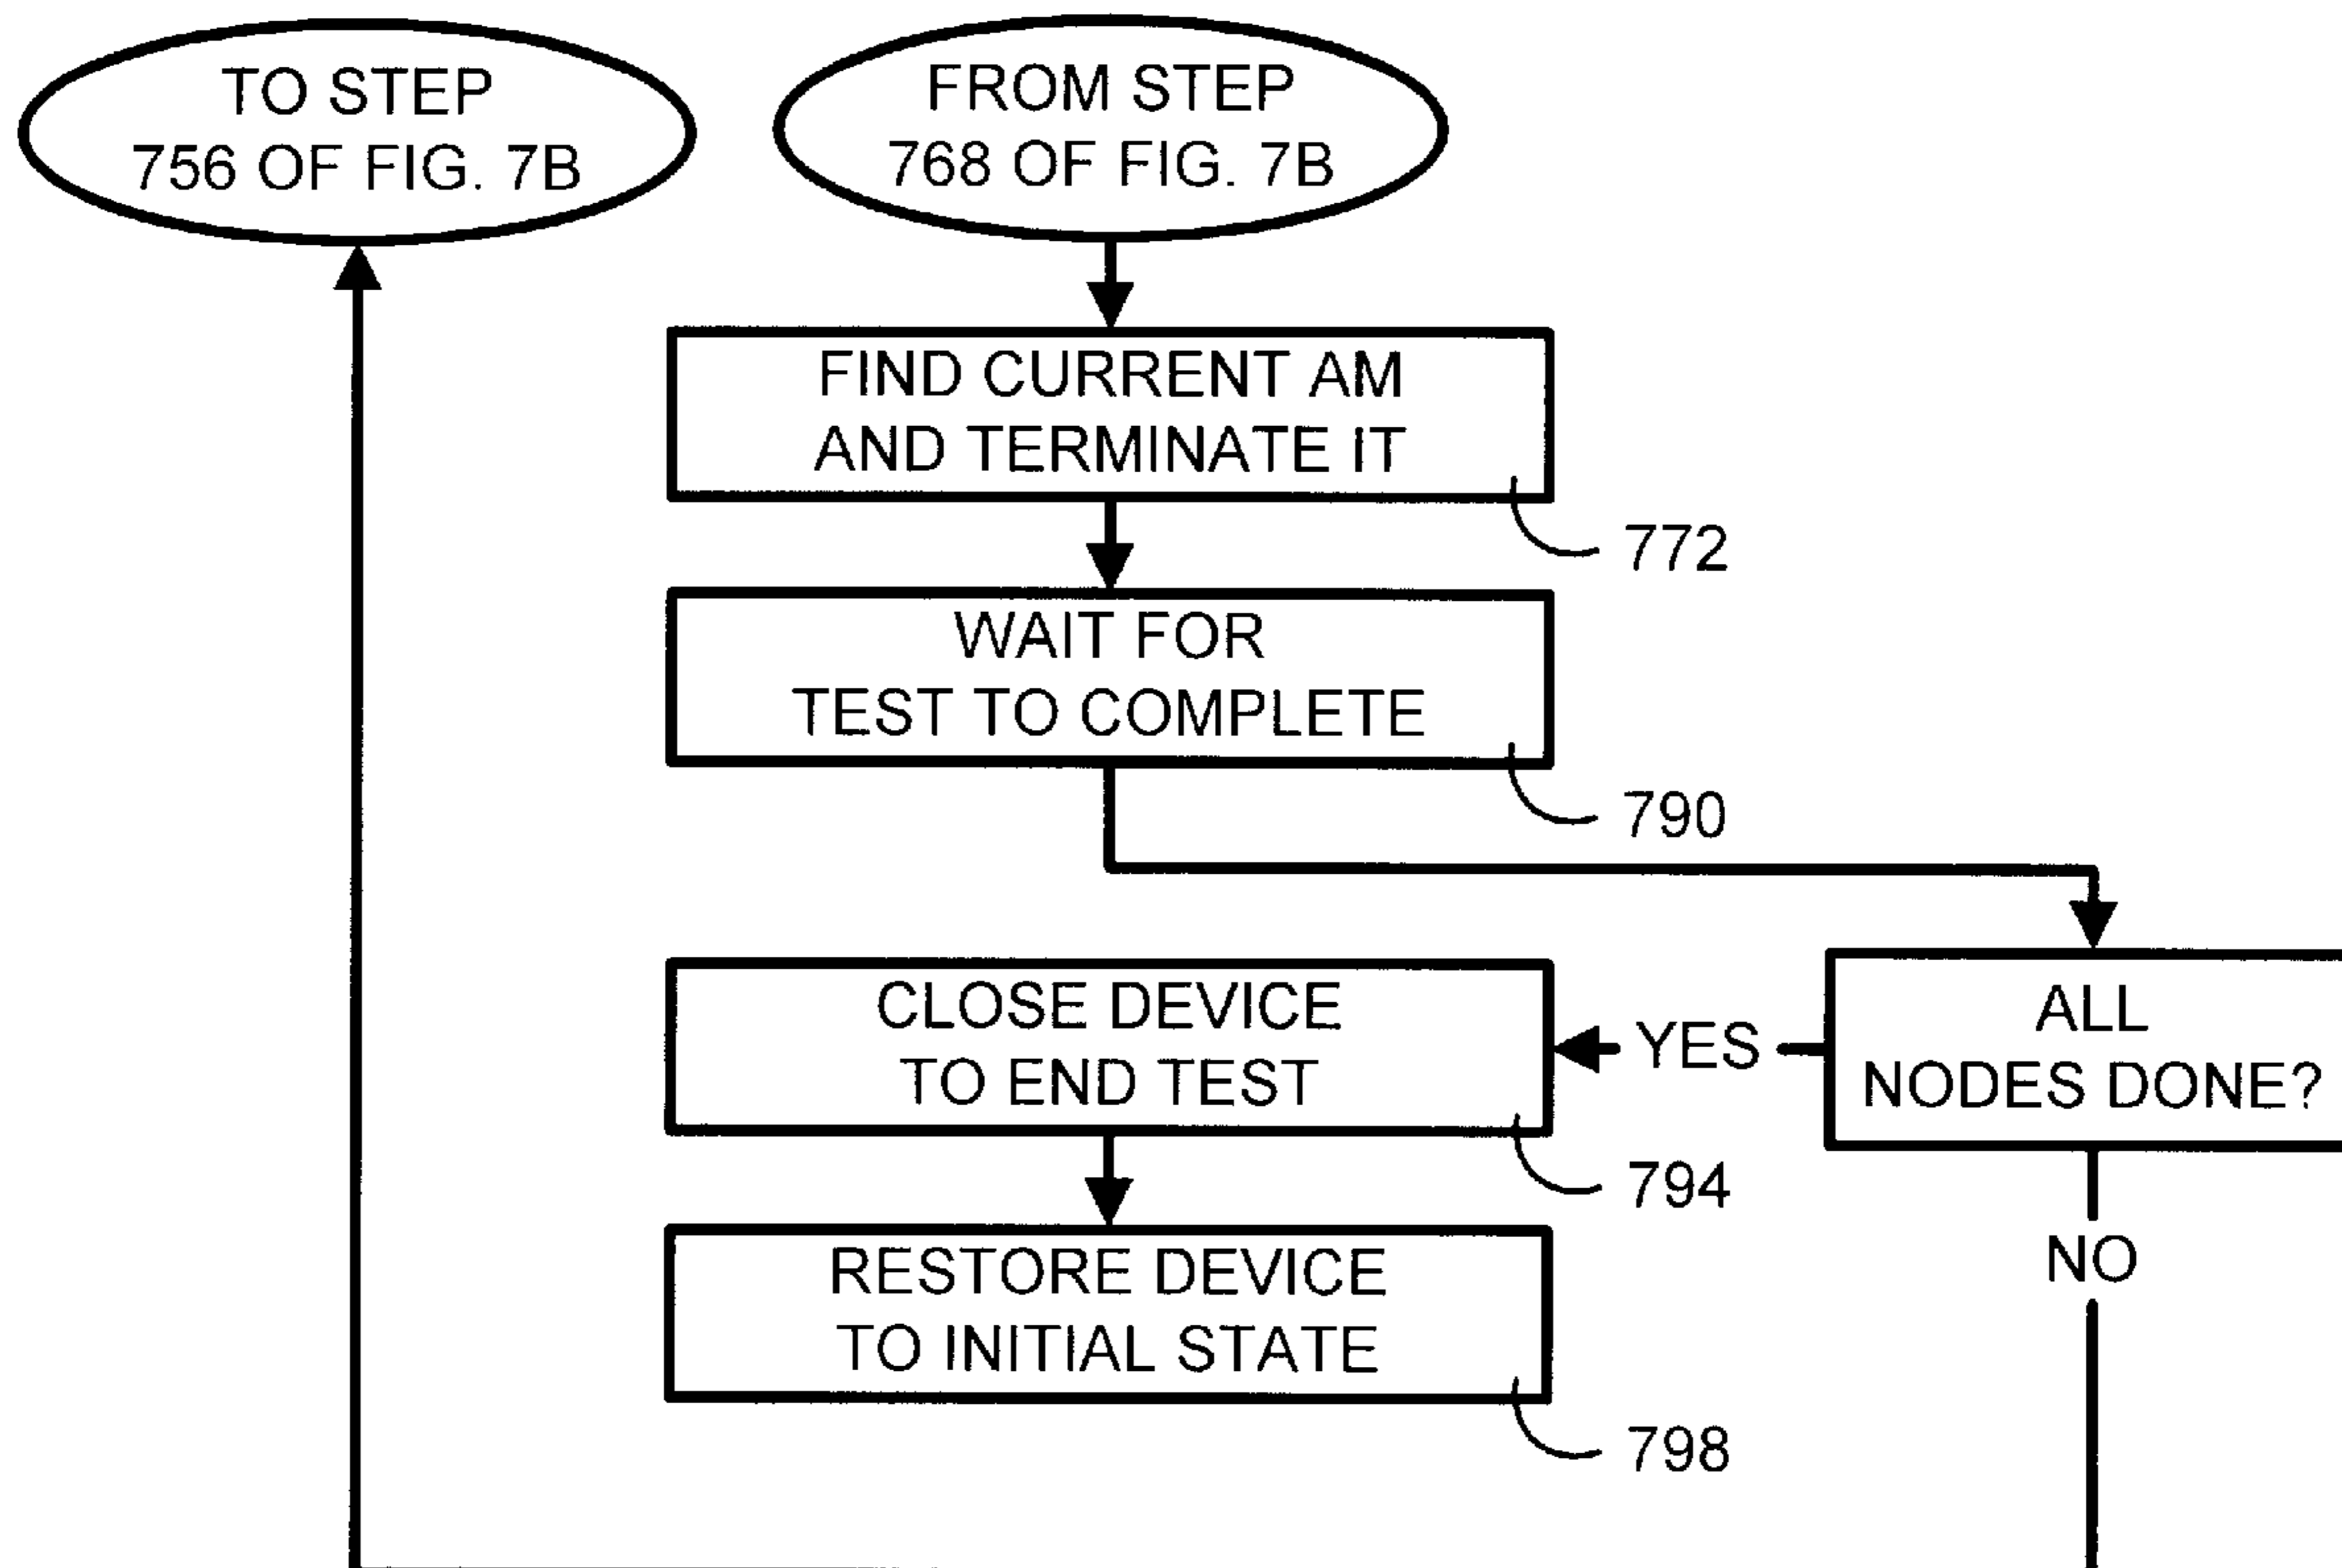 TO STEP
756 OF FIG. 7B
FROM STEP
768 OF FIG. 7B
FIND CURRENT AM
AND TERMINATE IT
772
WAIT FOR
TEST TO COMPLETE
790
CLOSE DEVICE
TO END TEST
794
YES
ALL
NODES DONE?
NO
RESTORE DEVICE
TO INITIAL STATE
798